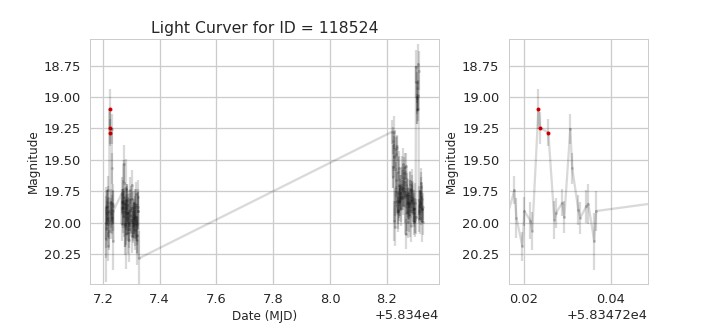 Light Curver for ID = 118524
Magnitude
18.75
19.00
19.25
19.50
19.75
20.00
20.25
7.2 7.4 7.6 7.8 8.0 8.2
Date (MJD)
+5.834e4
Magnitude
18.75
19.00
19.25
19.50
19.75
20.00
20.25
0.02 0.04
+5.83472e4